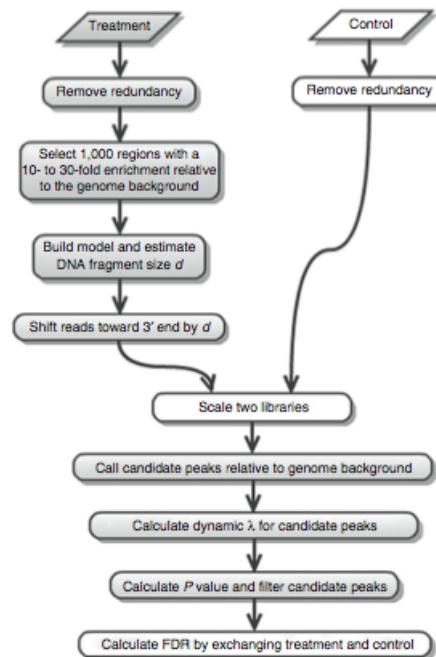 Treatment
Control
Remove redundancy
Remove redundancy
Select 1,000 regions with a
10- to 30-fold enrichment relative
to the genome background
Build model and estimate
DNA fragment size d
Shift reads toward 3′ end by d
Scale two libraries
Call candidate peaks relative to genome background
Calculate dynamic λ for candidate peaks
Calculate P value and filter candidate peaks
Calculate FDR by exchanging treatment and control